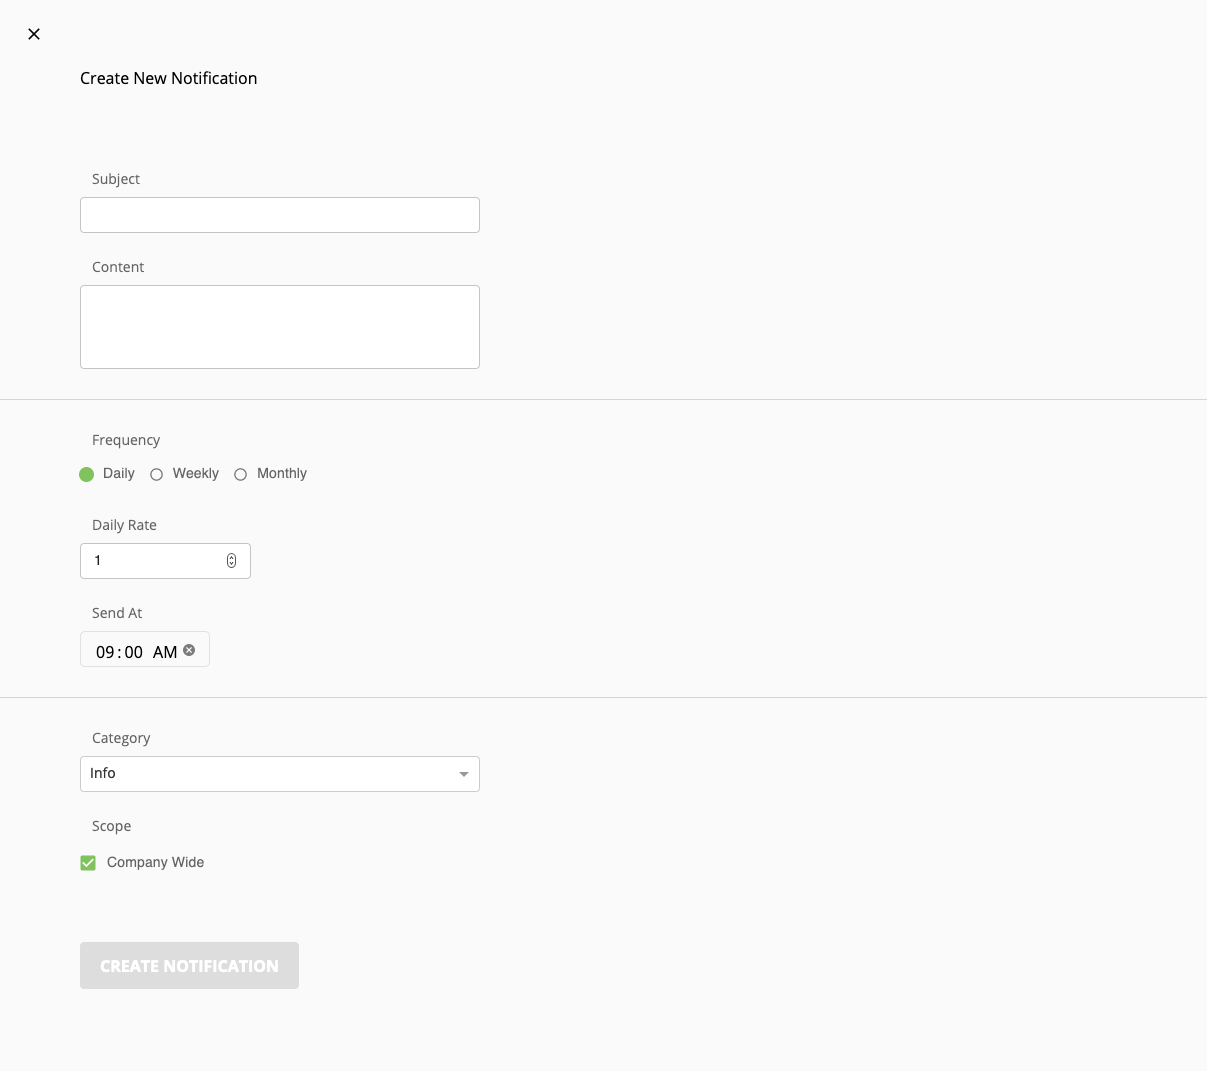 Create New Notification
Subject
Content
Frequency
Daily Weekly Monthly
Daily Rate
1
Send At
09:00 AM
Category
Info
Scope
Company Wide
CREATE NOTIFICATION